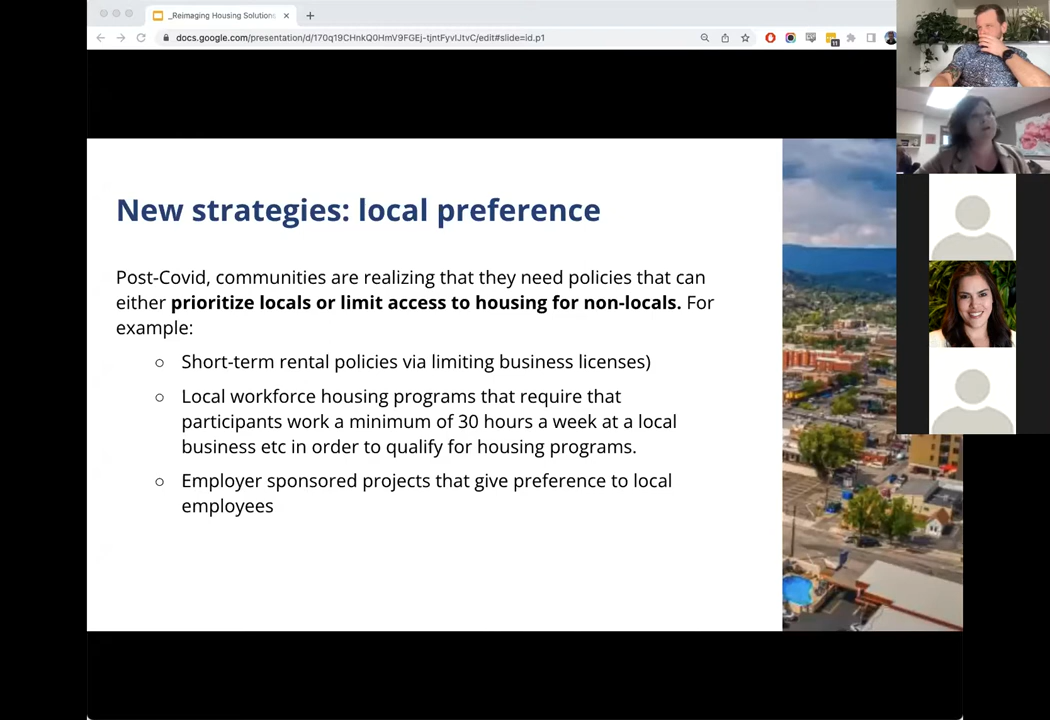 _Reimaging Housing Solutions
docs.google.com/presentation/d/170q19CHnkQ0HmV9FGEj-tjntFyvIJtvC/edit#slide=id.p1
11
New strategies: local preference
Post-Covid, communities are realizing that they need policies that can
either prioritize locals or limit access to housing for non-locals. For
example:
○ Short-term rental policies via limiting business licenses)
○ Local workforce housing programs that require that
participants work a minimum of 30 hours a week at a local
business etc in order to qualify for housing programs.
○ Employer sponsored projects that give preference to local
employees